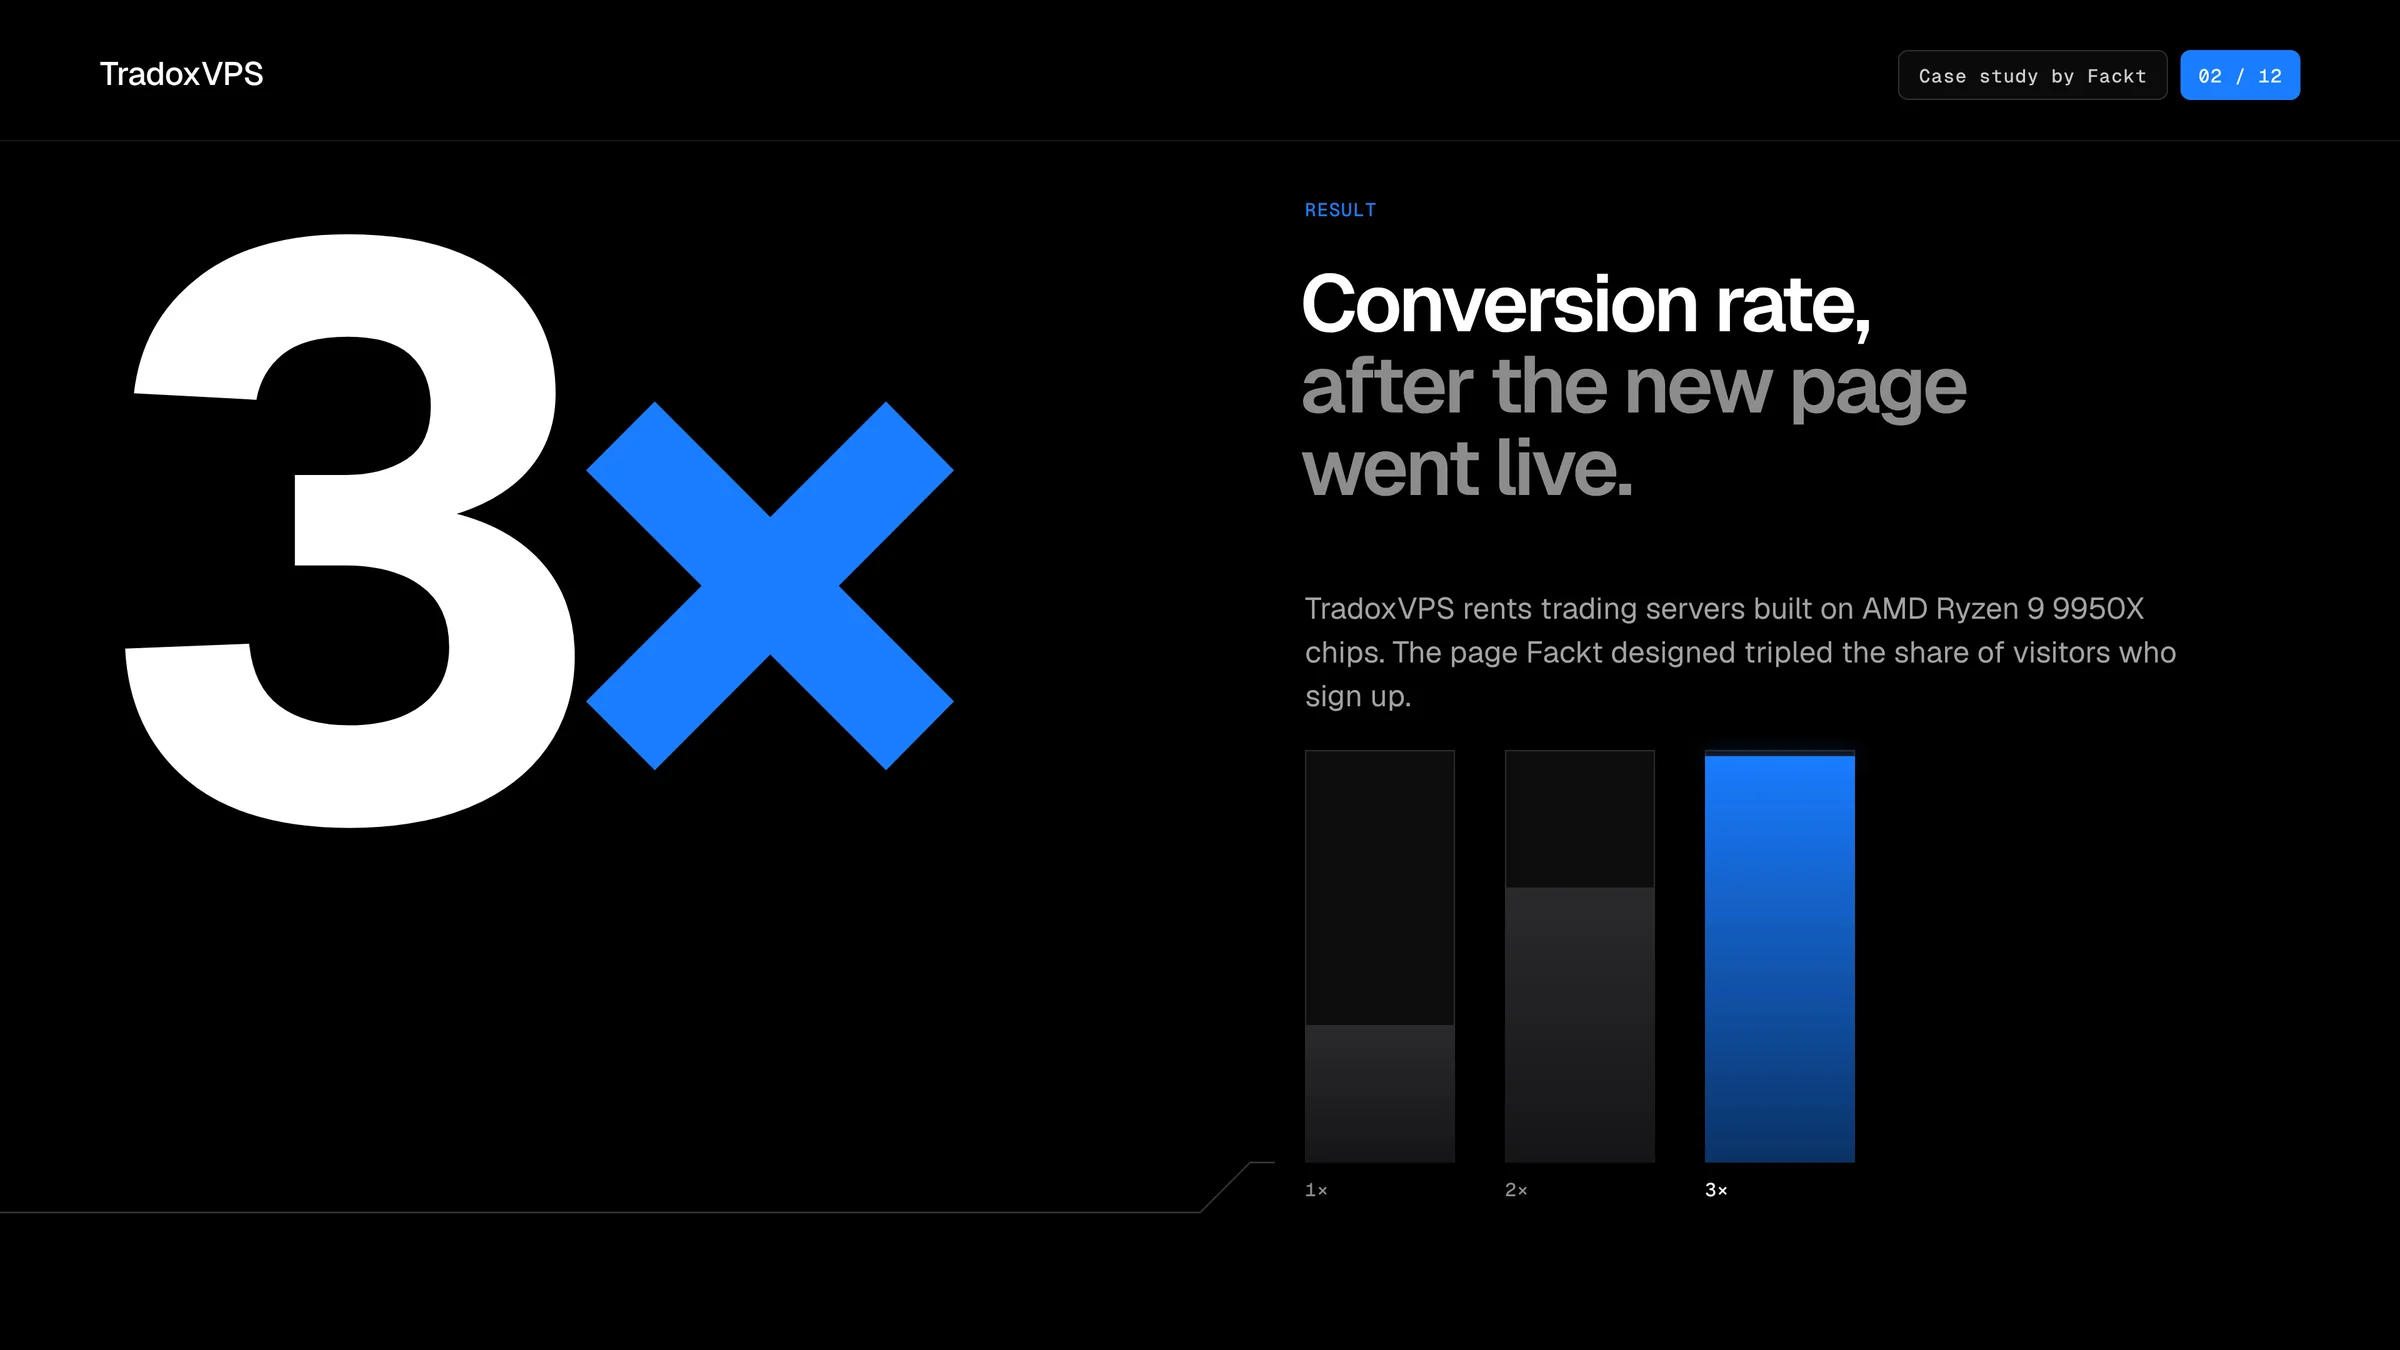 TradoxVPS
Case study by Fackt
02 / 12
3×
RESULT
Conversion rate,
after the new page
went live.
TradoxVPS rents trading servers built on AMD Ryzen 9 9950X
chips. The page Fackt designed tripled the share of visitors who
sign up.
1×
2×
3×